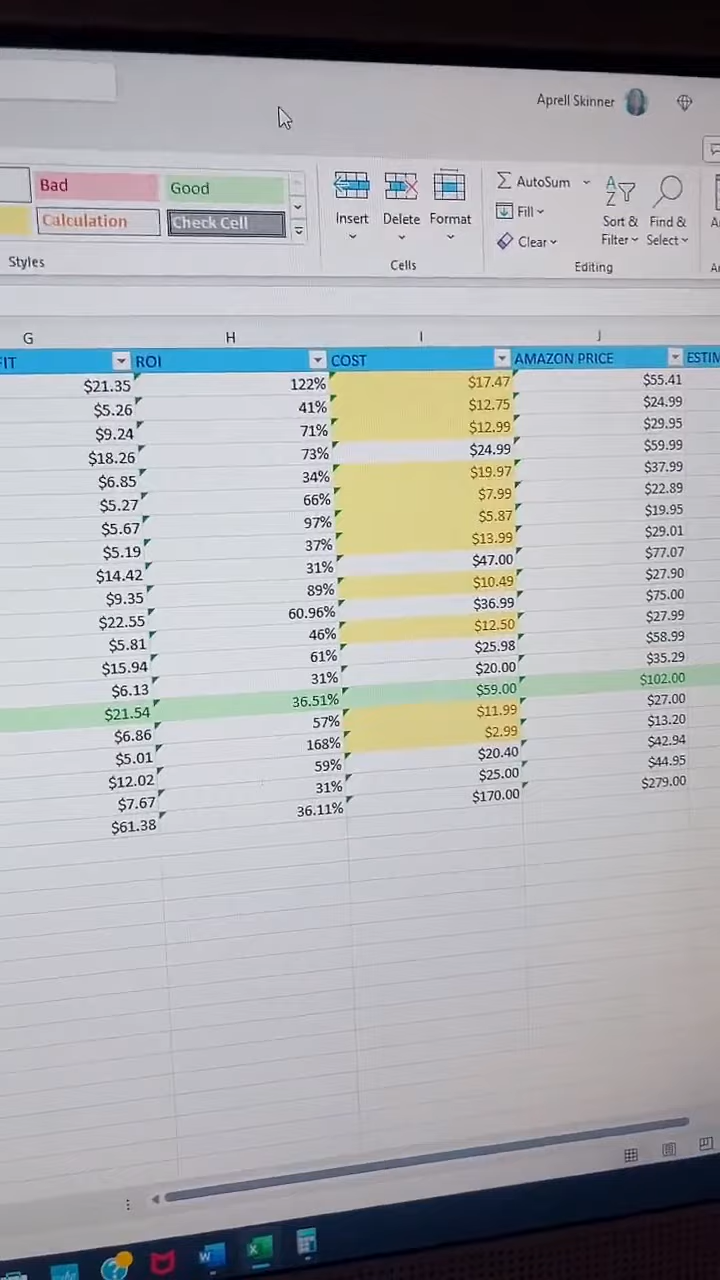 Aprell Skinner
Bad Good
Calculation Check Cell
Insert Delete Format
AutoSum
Fill
Clear
Sort & Filter
Find & Select
Styles Cells Editing
G H I J
IT ROI COST AMAZON PRICE ESTIM
$21.35 122% $17.47 $55.41
$5.26 41% $12.75 $24.99
$9.24 71% $12.99 $29.95
$18.26 73% $24.99 $59.99
$6.85 34% $19.97 $37.99
$5.27 66% $7.99 $22.89
$5.67 97% $5.87 $19.95
$5.19 37% $13.99 $29.01
$14.42 31% $47.00 $77.07
$9.35 89% $10.49 $27.90
$22.55 60.96% $36.99 $75.00
$5.81 46% $12.50 $27.99
$15.94 61% $25.98 $58.99
$6.13 31% $20.00 $35.29
$21.54 36.51% $59.00 $102.00
$6.86 57% $11.99 $27.00
$5.01 168% $2.99 $13.20
$12.02 59% $20.40 $42.94
$7.67 31% $25.00 $44.95
$61.38 36.11% $170.00 $279.00